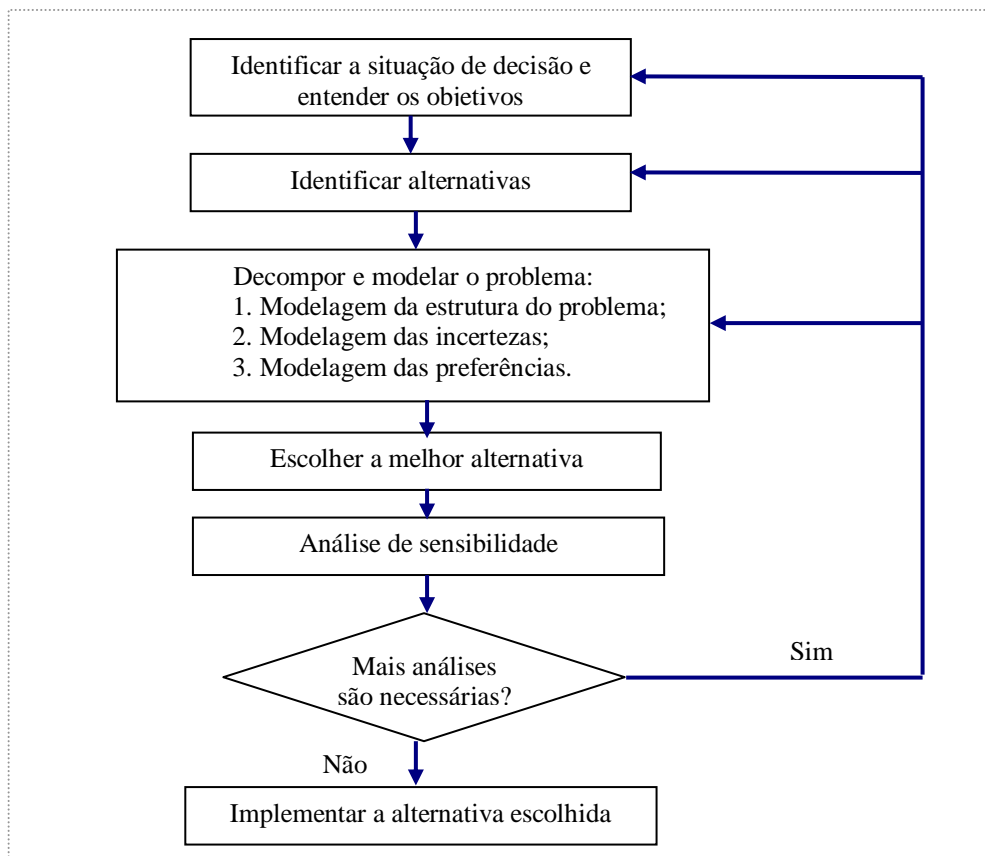 Identificar a situação de decisão e
entender os objetivos
Identificar alternativas
Decompor e modelar o problema:
1. Modelagem da estrutura do problema;
2. Modelagem das incertezas;
3. Modelagem das preferências.
Escolher a melhor alternativa
Análise de sensibilidade
Mais análises
são necessárias?
Sim
Não
Implementar a alternativa escolhida